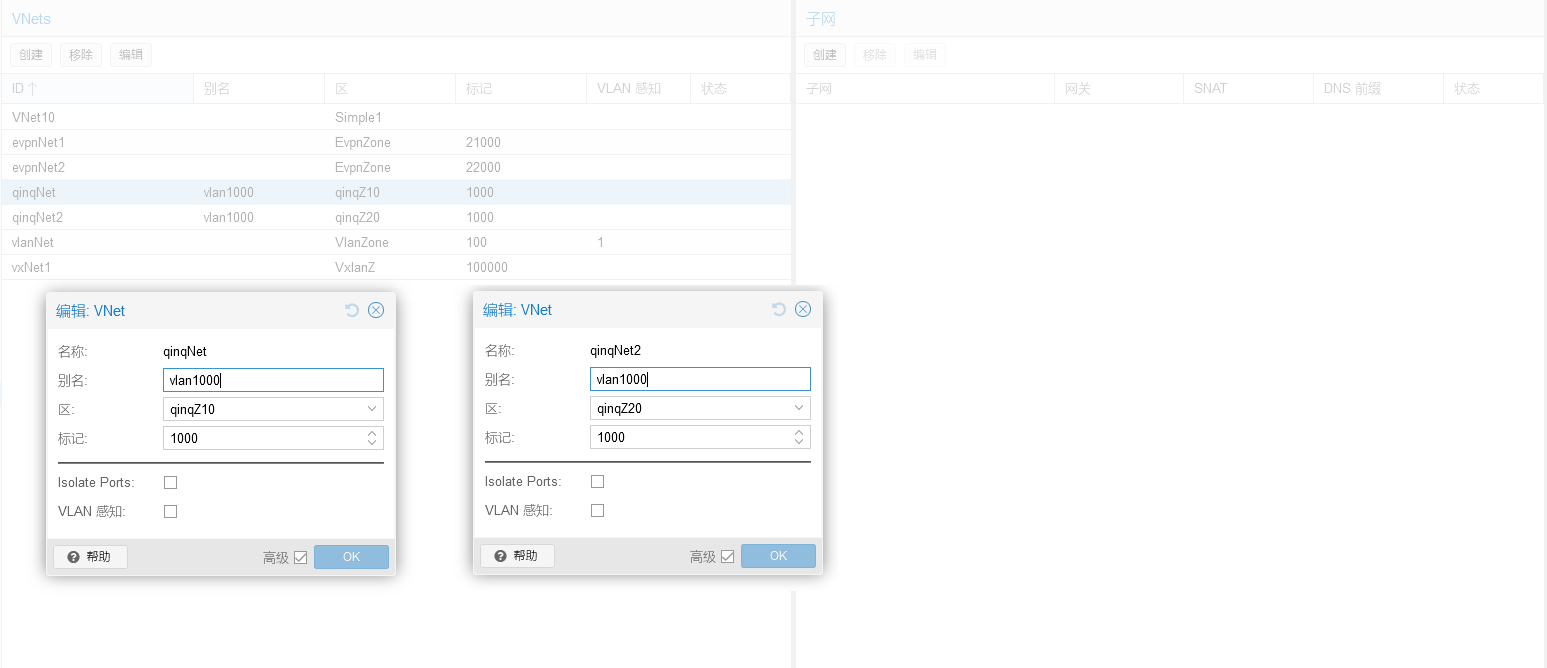 VNets
创建 移除 编辑
ID↑ 别名 区 标记 VLAN 感知 状态
VNet10 Simple1
evpnNet1 EvpnZone 21000
evpnNet2 EvpnZone 22000
qinqNet vlan1000 qinqZ10 1000
qinqNet2 vlan1000 qinqZ20 1000
vlanNet VlanZone 100 1
vxNet1 VxlanZ 100000
子网
创建 移除 编辑
子网 网关 SNAT DNS 前缀 状态
编辑: VNet
名称: qinqNet
别名: vlan1000
区: qinqZ10
标记: 1000
Isolate Ports:
VLAN 感知:
帮助 高级 OK
编辑: VNet
名称: qinqNet2
别名: vlan1000
区: qinqZ20
标记: 1000
Isolate Ports:
VLAN 感知:
帮助 高级 OK